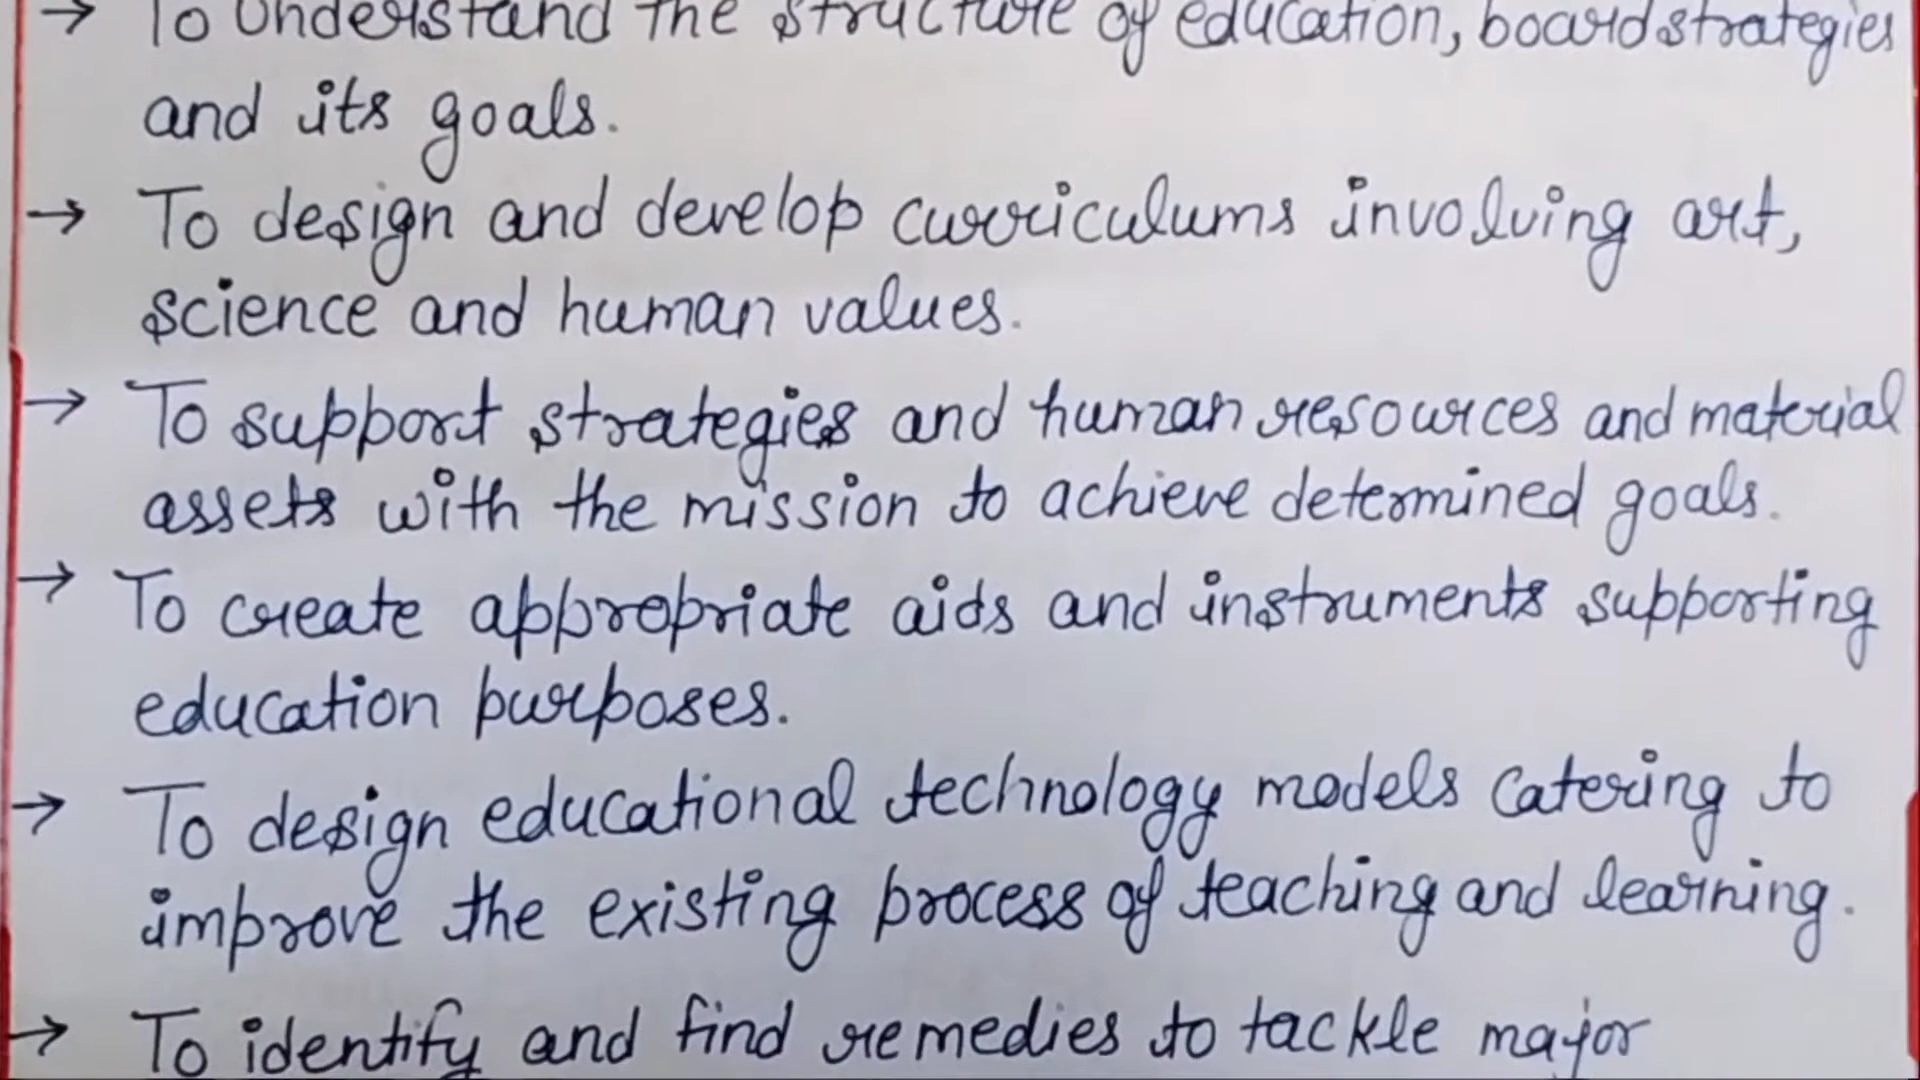 → To Understand the structure of education, board strategies
and its goals.
→ To design and develop curriculums involving art,
science and human values.
→ To support strategies and human resources and material
assets with the mission to achieve determined goals.
→ To create appropriate aids and instruments supporting
education purposes.
→ To design educational technology models catering to
improve the existing process of teaching and learning.
→ To identify and find remedies to tackle major